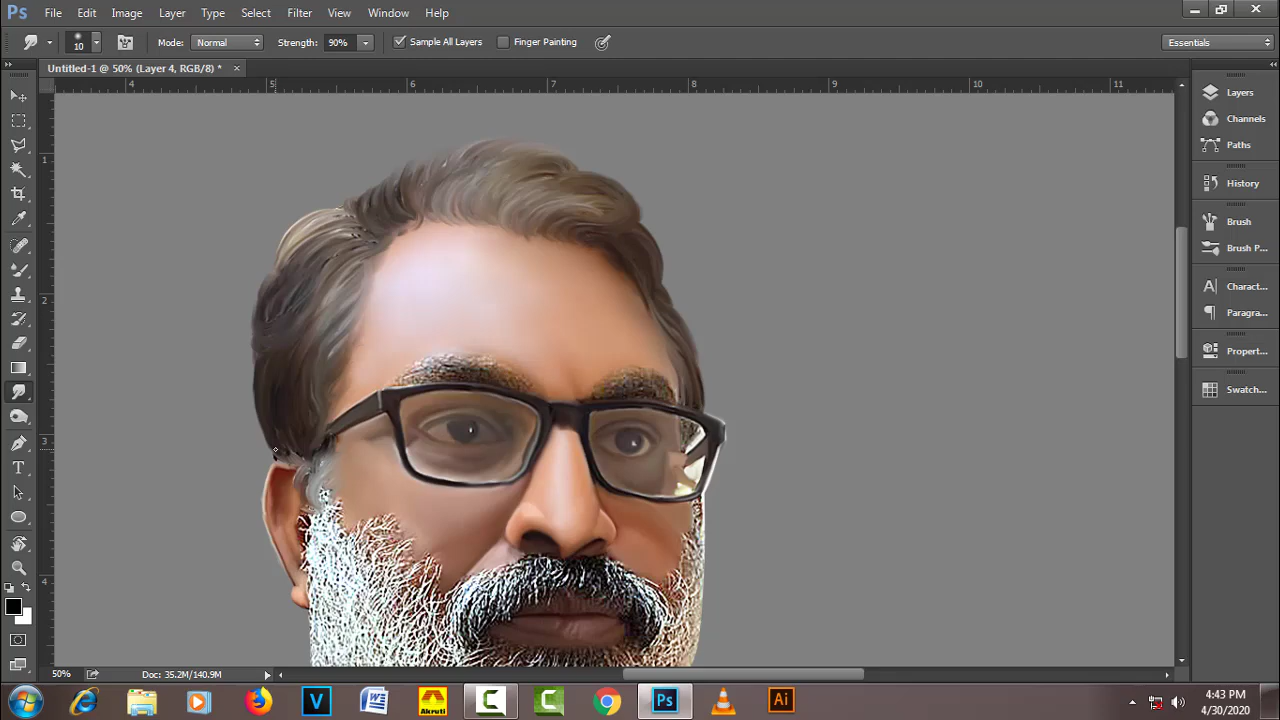 Ps File Edit Image Layer Type Select Filter View Window Help
10 Mode: Normal Strength: 90% Sample All Layers Finger Painting Essentials
Untitled-1 @ 50% (Layer 4, RGB/8) * ×
4 5 6 7 8 9 10 11
1
2
3
4
Layers
Channels
Paths
History
Brush
Brush P...
Charact...
Paragra...
Propert...
Swatch...
T
A
50% Doc: 35.2M/140.9M
V W Akruti C C Ps Ai
4:43 PM
4/30/2020